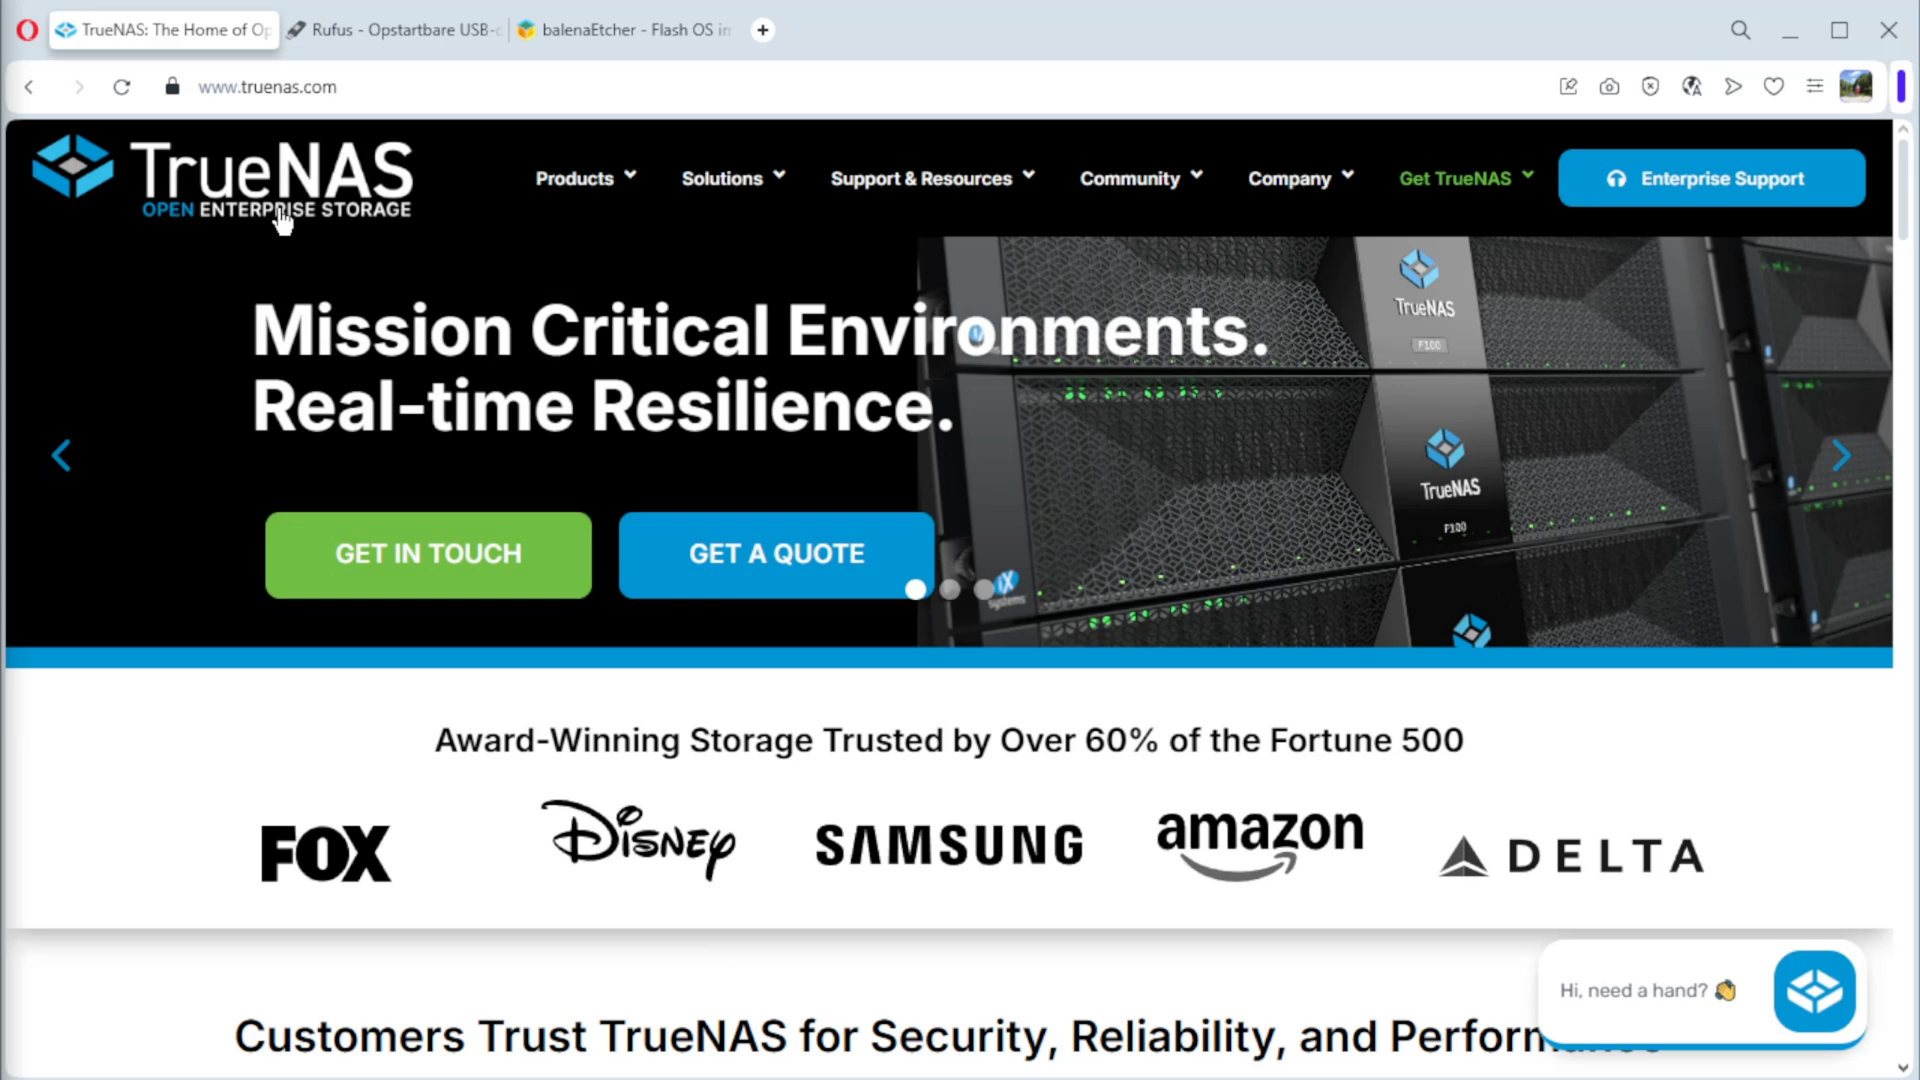 TrueNAS: The Home of Op
Rufus - Opstartbare USB-
balenaEtcher - Flash OS im
www.truenas.com
TrueNAS
OPEN ENTERPRISE STORAGE
Products
Solutions
Support & Resources
Community
Company
Get TrueNAS
Enterprise Support
Mission Critical Environments.
Real-time Resilience.
GET IN TOUCH
GET A QUOTE
TrueNAS
F100
TrueNAS
F100
iX
systems
Award-Winning Storage Trusted by Over 60% of the Fortune 500
FOX
Disney
SAMSUNG
amazon
DELTA
Hi, need a hand? 👏
Customers Trust TrueNAS for Security, Reliability, and Performance